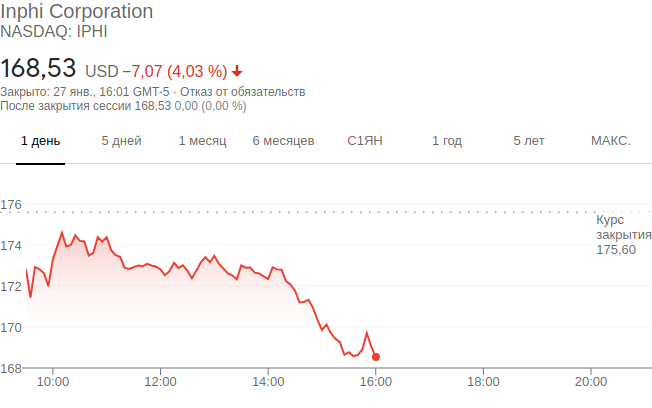 Inphi Corporation
NASDAQ: IPHI
168,53 USD −7,07 (4,03 %)
Закрыто: 27 янв., 16:01 GMT-5 · Отказ от обязательств
После закрытия сессии 168,53 0,00 (0,00 %)
1 день 5 дней 1 месяц 6 месяцев С1ЯН 1 год 5 лет МАКС.
176
Курс
закрытия
175,60
174
172
170
168
10:00 12:00 14:00 16:00 18:00 20:00